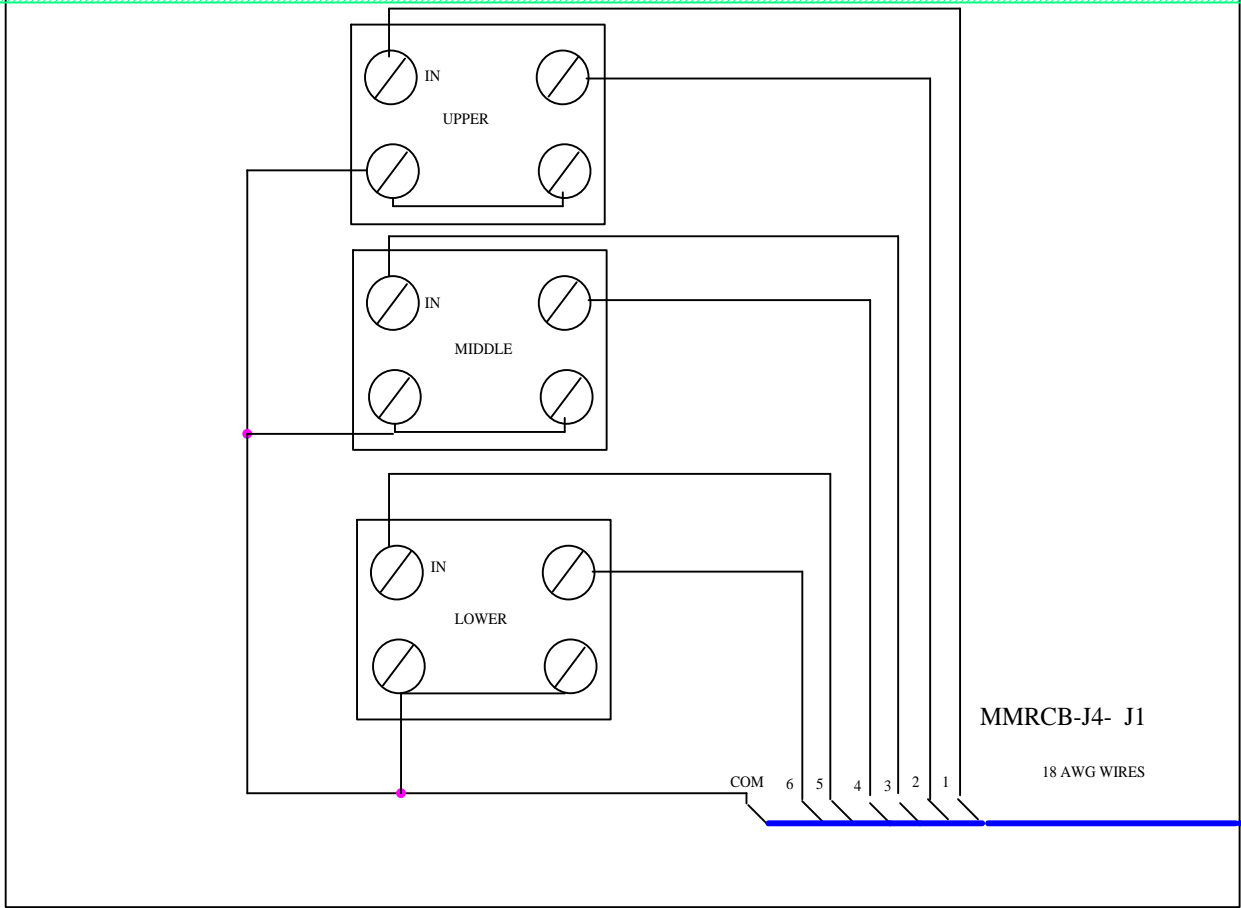 IN
UPPER
IN
MIDDLE
IN
LOWER
MMRCB-J4- J1
18 AWG WIRES
COM 6 5 4 3 2 1